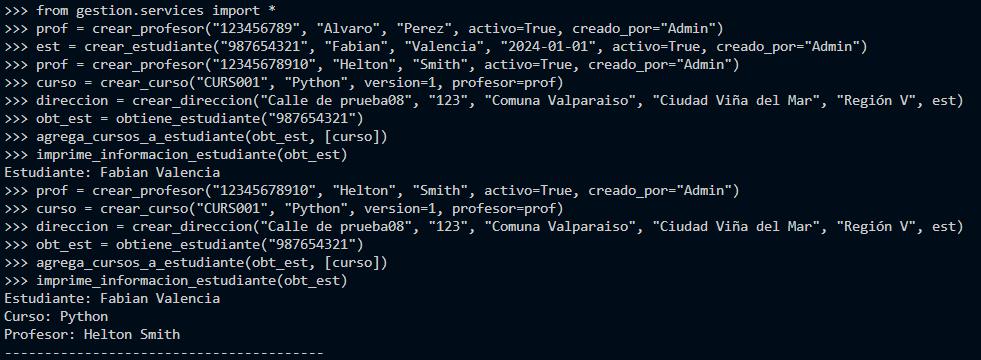 >>> from gestion.services import *
>>> prof = crear_profesor("123456789", "Alvaro", "Perez", activo=True, creado_por="Admin")
>>> est = crear_estudiante("987654321", "Fabian", "Valencia", "2024-01-01", activo=True, creado_por="Admin")
>>> prof = crear_profesor("12345678910", "Helton", "Smith", activo=True, creado_por="Admin")
>>> curso = crear_curso("CURS001", "Python", version=1, profesor=prof)
>>> direccion = crear_direccion("Calle de prueba08", "123", "Comuna Valparaiso", "Ciudad Viña del Mar", "Región V", est)
>>> obt_est = obtiene_estudiante("987654321")
>>> agrega_cursos_a_estudiante(obt_est, [curso])
>>> imprime_informacion_estudiante(obt_est)
Estudiante: Fabian Valencia
>>> prof = crear_profesor("12345678910", "Helton", "Smith", activo=True, creado_por="Admin")
>>> curso = crear_curso("CURS001", "Python", version=1, profesor=prof)
>>> direccion = crear_direccion("Calle de prueba08", "123", "Comuna Valparaiso", "Ciudad Viña del Mar", "Región V", est)
>>> obt_est = obtiene_estudiante("987654321")
>>> agrega_cursos_a_estudiante(obt_est, [curso])
>>> imprime_informacion_estudiante(obt_est)
Estudiante: Fabian Valencia
Curso: Python
Profesor: Helton Smith
----------------------------------------